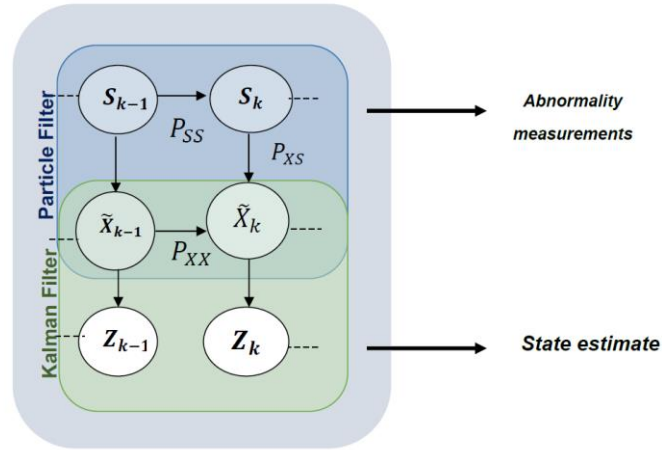 Particle Filter
Kalman Filter
S_{k-1}
S_k
P_{SS}
P_{XS}
X̃_{k-1}
X̃_k
P_{XX}
Z_{k-1}
Z_k
Abnormality
measurements
State estimate